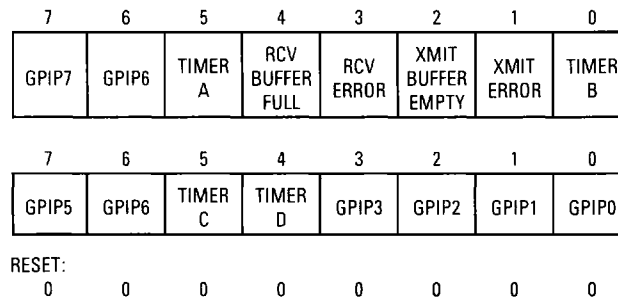 7 6 5 4 3 2 1 0
GPIP7 GPIP6 TIMER A RCV BUFFER FULL RCV ERROR XMIT BUFFER EMPTY XMIT ERROR TIMER B
7 6 5 4 3 2 1 0
GPIP5 GPIP6 TIMER C TIMER D GPIP3 GPIP2 GPIP1 GPIP0
RESET:
0 0 0 0 0 0 0 0